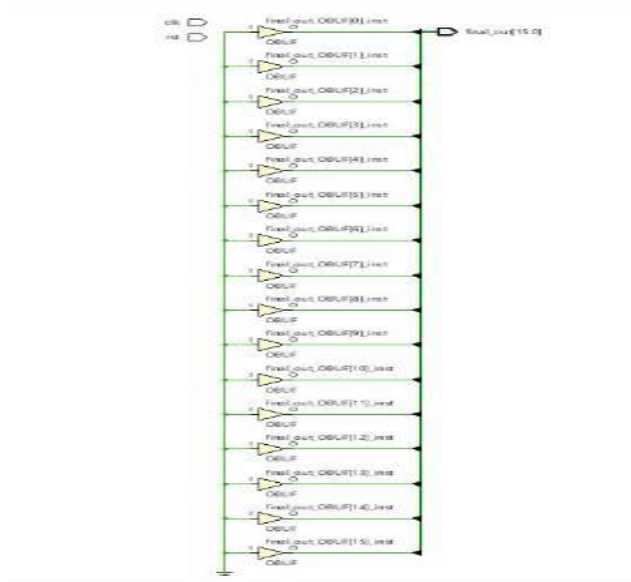 clk
rst
final_out[15:0]
final_out_OBUF[0]_inst
I O
OBUF
final_out_OBUF[1]_inst
I O
OBUF
final_out_OBUF[2]_inst
I O
OBUF
final_out_OBUF[3]_inst
I O
OBUF
final_out_OBUF[4]_inst
I O
OBUF
final_out_OBUF[5]_inst
I O
OBUF
final_out_OBUF[6]_inst
I O
OBUF
final_out_OBUF[7]_inst
I O
OBUF
final_out_OBUF[8]_inst
I O
OBUF
final_out_OBUF[9]_inst
I O
OBUF
final_out_OBUF[10]_inst
I O
OBUF
final_out_OBUF[11]_inst
I O
OBUF
final_out_OBUF[12]_inst
I O
OBUF
final_out_OBUF[13]_inst
I O
OBUF
final_out_OBUF[14]_inst
I O
OBUF
final_out_OBUF[15]_inst
I O
OBUF